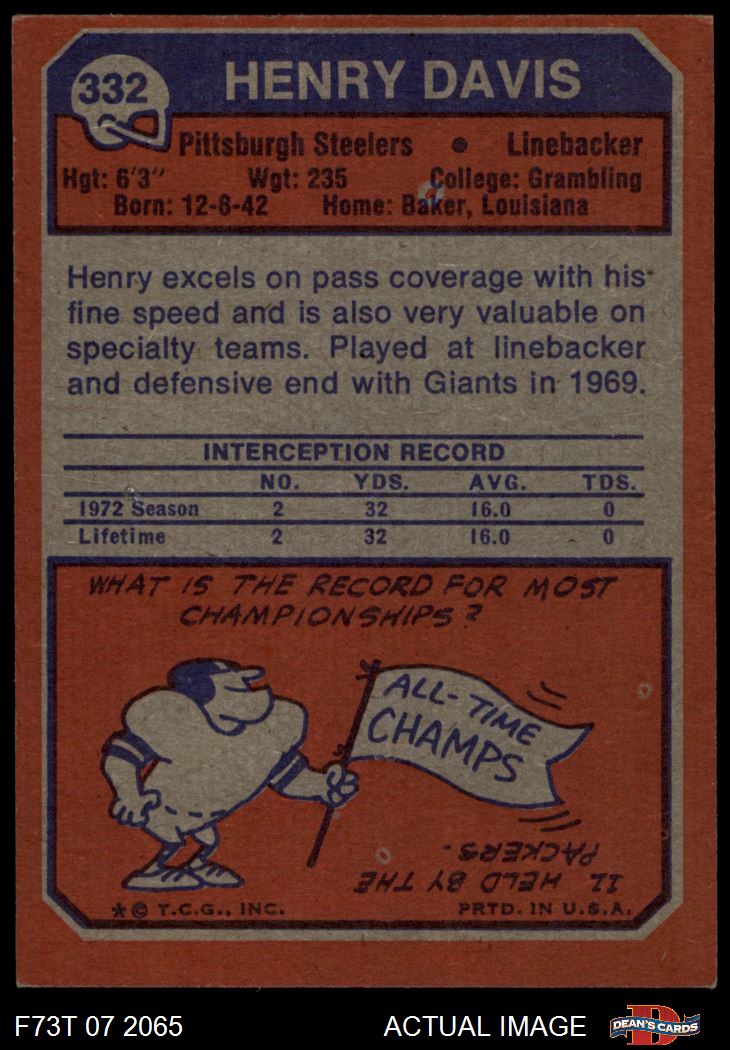 332
HENRY DAVIS
Pittsburgh Steelers • Linebacker
Hgt: 6'3" Wgt: 235 College: Grambling
Born: 12-8-42 Home: Baker, Louisiana
Henry excels on pass coverage with his
fine speed and is also very valuable on
specialty teams. Played at linebacker
and defensive end with Giants in 1969.
INTERCEPTION RECORD
NO. YDS. AVG. TDS.
1972 Season 2 32 16.0 0
Lifetime 2 32 16.0 0
WHAT IS THE RECORD FOR MOST
CHAMPIONSHIPS?
ALL-TIME
CHAMPS
11 HELD BY THE
PACKERS.
* © T.C.G., INC. PRTD. IN U.S.A.
F73T 07 2065 ACTUAL IMAGE
D
DEAN'S CARDS